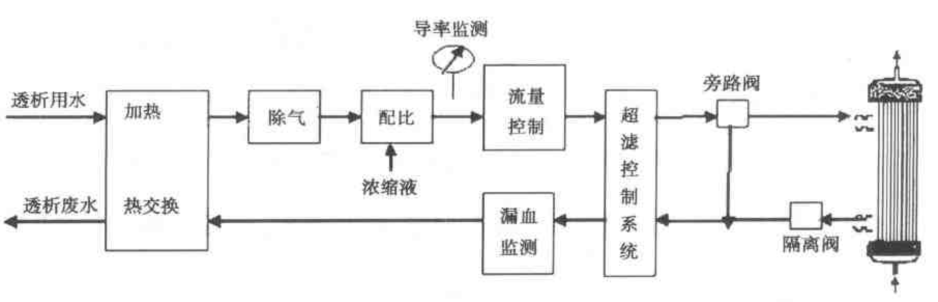 导率监测
透析用水
加热
除气
配比
流量
控制
超滤控制系统
旁路阀
浓缩液
透析废水
热交换
漏血
监测
隔离阀